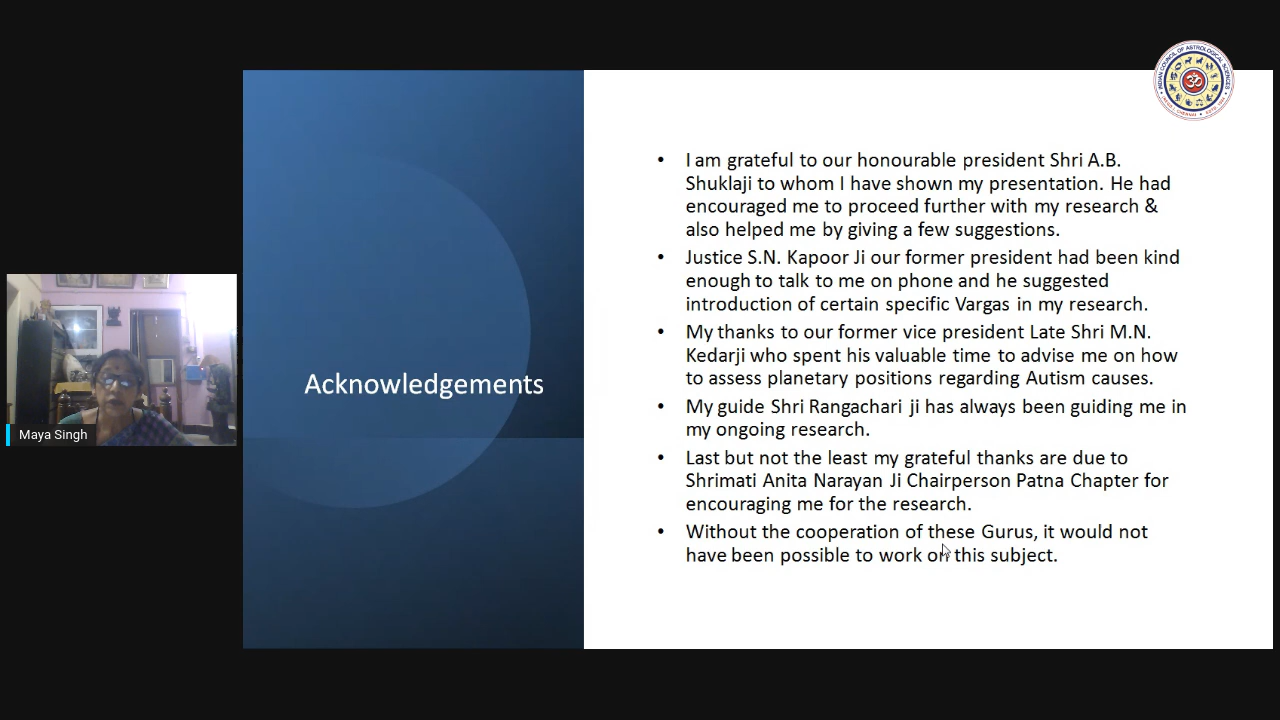 INDIAN COUNCIL OF ASTROLOGICAL SCIENCES
I am grateful to our honourable president Shri A.B.
Shuklaji to whom I have shown my presentation. He had
encouraged me to proceed further with my research &
also helped me by giving a few suggestions.
Justice S.N. Kapoor Ji our former president had been kind
enough to talk to me on phone and he suggested
introduction of certain specific Vargas in my research.
My thanks to our former vice president Late Shri M.N.
Kedarji who spent his valuable time to advise me on how
to assess planetary positions regarding Autism causes.
Acknowledgements
My guide Shri Rangachari ji has always been guiding me in
my ongoing research.
Last but not the least my grateful thanks are due to
Shrimati Anita Narayan Ji Chairperson Patna Chapter for
encouraging me for the research.
Without the cooperation of these Gurus, it would not
have been possible to work on this subject.
Maya Singh